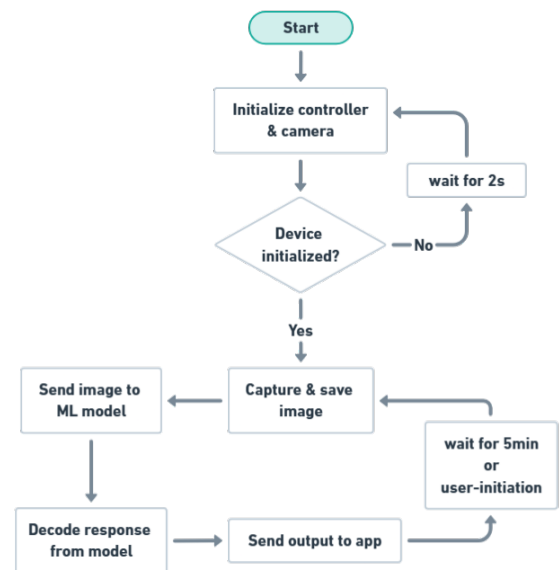 Start
Initialize controller
& camera
wait for 2s
Device
initialized?
No
Yes
Send image to
ML model
Capture & save
image
wait for 5min
or
user-initiation
Decode response
from model
Send output to app